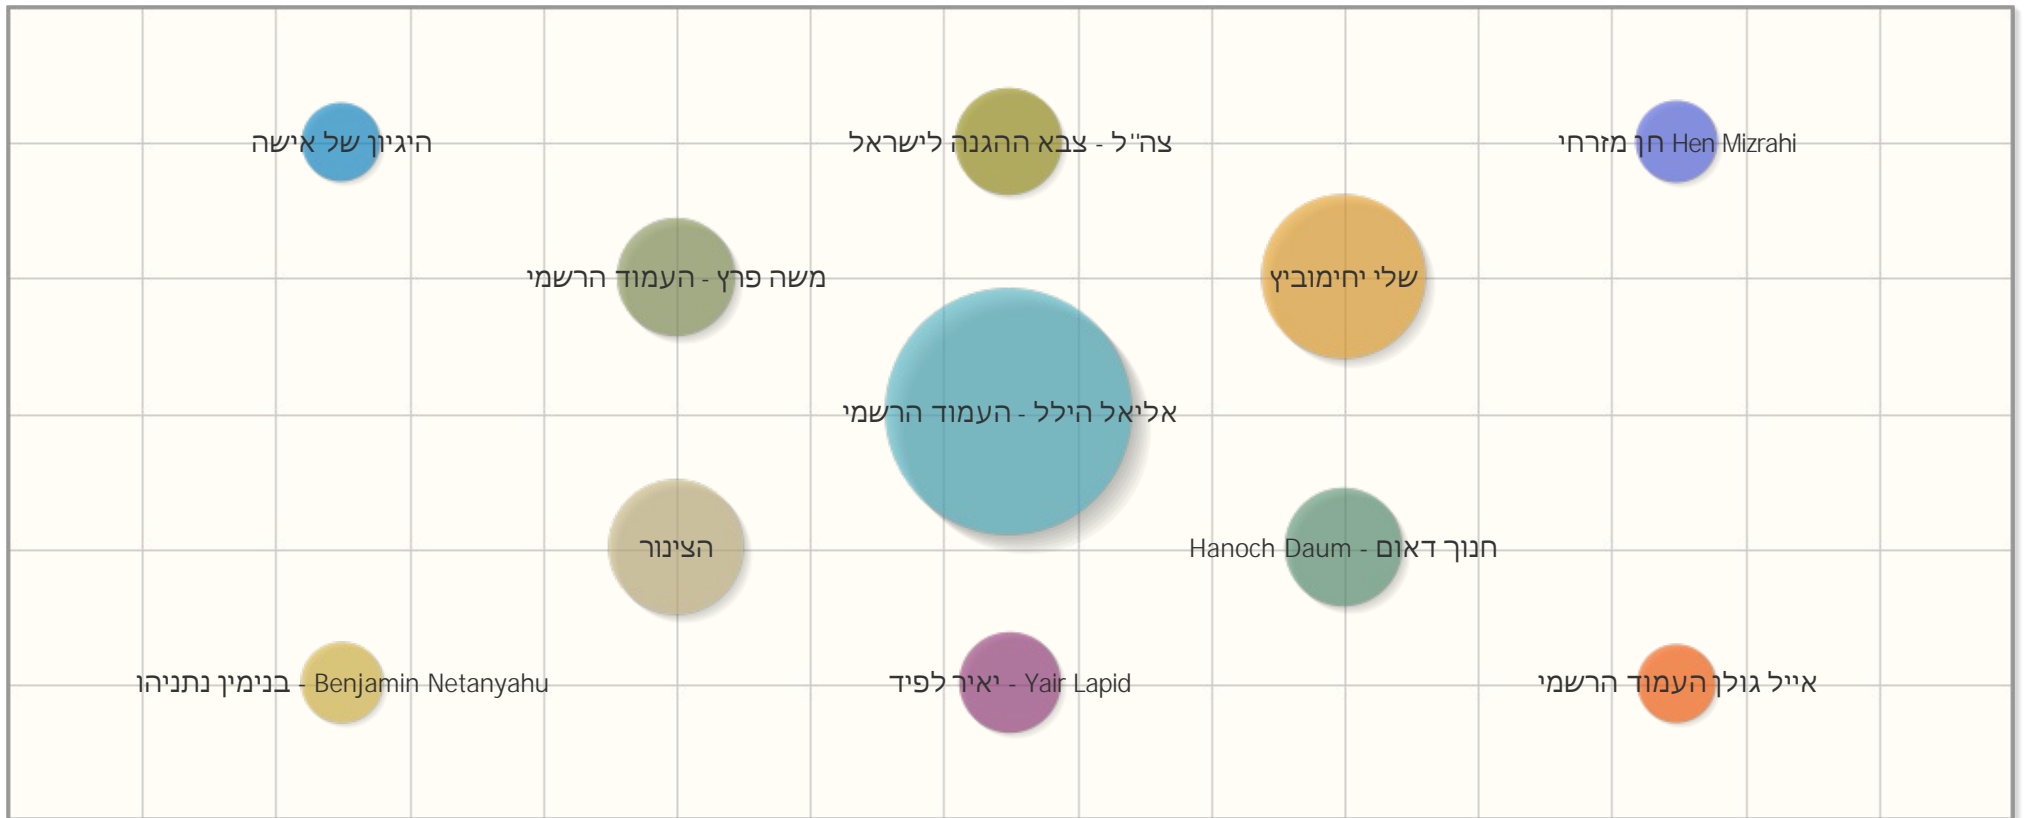 היגיון של אישה
צה"ל - צבא ההגנה לישראל
חן מזרחי Hen Mizrahi
משה פרץ - העמוד הרשמי
שלי יחימוביץ
אליאל הילל - העמוד הרשמי
הצינור
חנוך דאום - Hanoch Daum
בנימין נתניהו - Benjamin Netanyahu
יאיר לפיד - Yair Lapid
אייל גולן העמוד הרשמי